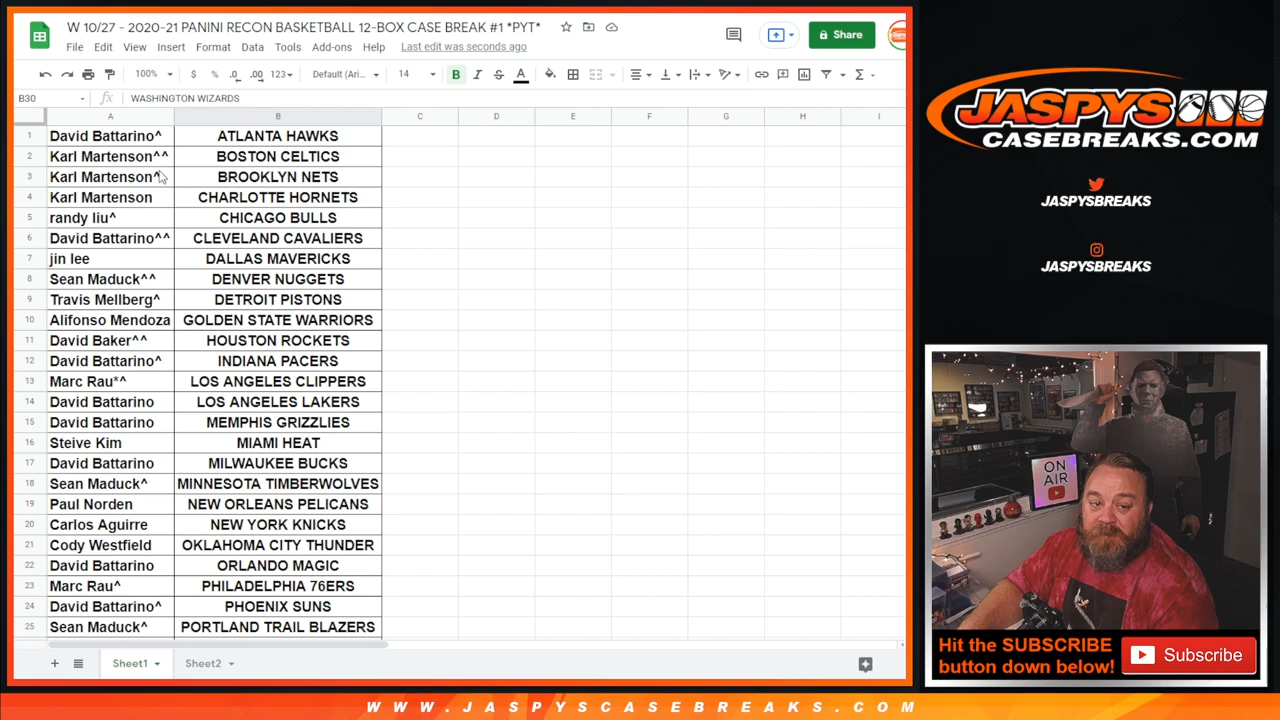 W 10/27 - 2020-21 PANINI RECON BASKETBALL 12-BOX CASE BREAK #1 *PYT*
File Edit View Insert Format Data Tools Add-ons Help Last edit was seconds ago
Share
100% $ % .0 .00 123 Default (Ari... 14 B I S A
B30 fx WASHINGTON WIZARDS
A B C D E F G H I
1 David Battarino^ ATLANTA HAWKS
2 Karl Martenson^^ BOSTON CELTICS
3 Karl Martenson^ BROOKLYN NETS
4 Karl Martenson CHARLOTTE HORNETS
5 randy liu^ CHICAGO BULLS
6 David Battarino^^ CLEVELAND CAVALIERS
7 jin lee DALLAS MAVERICKS
8 Sean Maduck^^ DENVER NUGGETS
9 Travis Mellberg^ DETROIT PISTONS
10 Alifonso Mendoza GOLDEN STATE WARRIORS
11 David Baker^^ HOUSTON ROCKETS
12 David Battarino^ INDIANA PACERS
13 Marc Rau*^ LOS ANGELES CLIPPERS
14 David Battarino LOS ANGELES LAKERS
15 David Battarino MEMPHIS GRIZZLIES
16 Steive Kim MIAMI HEAT
17 David Battarino MILWAUKEE BUCKS
18 Sean Maduck^ MINNESOTA TIMBERWOLVES
19 Paul Norden NEW ORLEANS PELICANS
20 Carlos Aguirre NEW YORK KNICKS
21 Cody Westfield OKLAHOMA CITY THUNDER
22 David Battarino ORLANDO MAGIC
23 Marc Rau^ PHILADELPHIA 76ERS
24 David Battarino^ PHOENIX SUNS
25 Sean Maduck^ PORTLAND TRAIL BLAZERS
Sheet1 Sheet2
JASPYS
CASEBREAKS.COM
JASPYSBREAKS
JASPYSBREAKS
ON
AIR
Hit the SUBSCRIBE
button down below!
Subscribe
WWW.JASPYSCASEBREAKS.COM